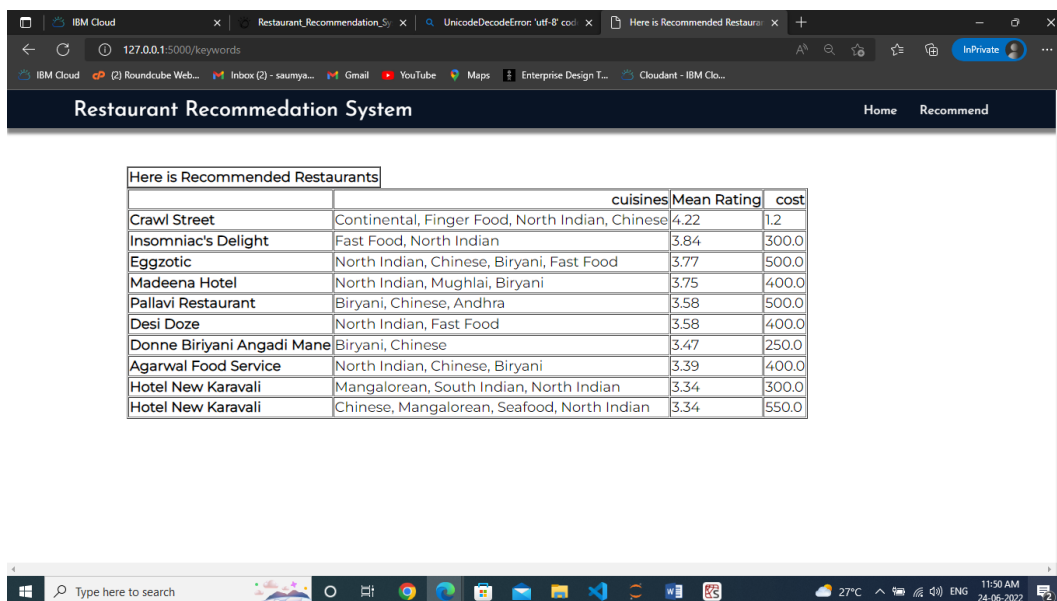 IBM Cloud
Restaurant_Recommendation_Sy
UnicodeDecodeError: 'utf-8' cod
Here is Recommended Restaura
127.0.0.1:5000/keywords
InPrivate
IBM Cloud
(2) Roundcube Web...
Inbox (2) - saumya...
Gmail
YouTube
Maps
Enterprise Design T...
Cloudant - IBM Clo...
Restaurant Recommedation System
Home Recommend
Here is Recommended Restaurants
cuisines Mean Rating cost
Crawl Street Continental, Finger Food, North Indian, Chinese 4.22 1.2
Insomniac's Delight Fast Food, North Indian 3.84 300.0
Eggzotic North Indian, Chinese, Biryani, Fast Food 3.77 500.0
Madeena Hotel North Indian, Mughlai, Biryani 3.75 400.0
Pallavi Restaurant Biryani, Chinese, Andhra 3.58 500.0
Desi Doze North Indian, Fast Food 3.58 400.0
Donne Biriyani Angadi Mane Biryani, Chinese 3.47 250.0
Agarwal Food Service North Indian, Chinese, Biryani 3.39 400.0
Hotel New Karavali Mangalorean, South Indian, North Indian 3.34 300.0
Hotel New Karavali Chinese, Mangalorean, Seafood, North Indian 3.34 550.0
Type here to search
27°C
ENG
11:50 AM
24-06-2022